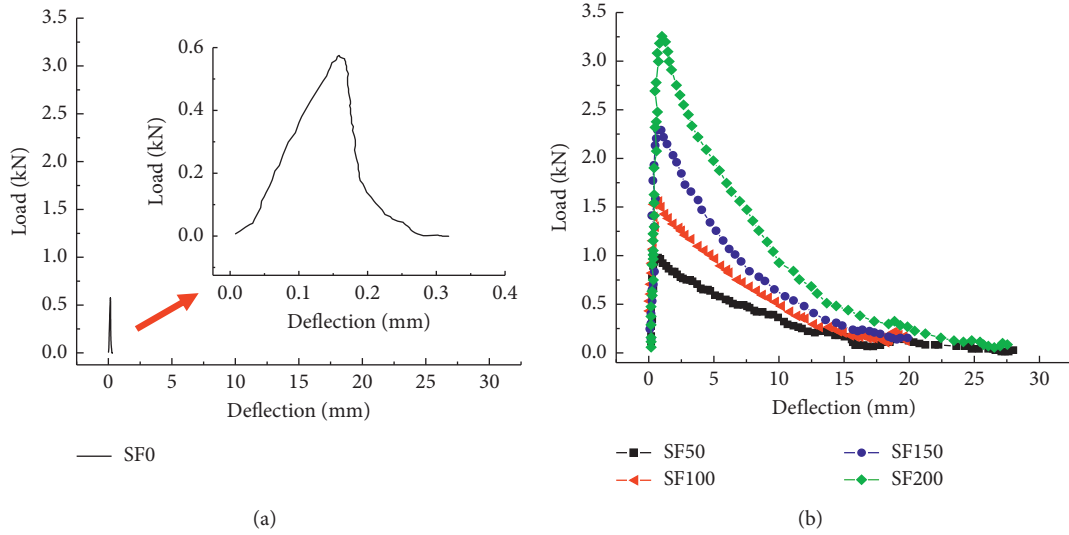 3.5
3.0
2.5
2.0
1.5
1.0
0.5
0.0
Load (kN)
0 5 10 15 20 25 30
Deflection (mm)
0.6
0.4
0.2
0.0
Load (kN)
0.0 0.1 0.2 0.3 0.4
Deflection (mm)
SF0
(a)
3.5
3.0
2.5
2.0
1.5
1.0
0.5
0.0
Load (kN)
0 5 10 15 20 25 30
Deflection (mm)
SF50 SF150
SF100 SF200
(b)